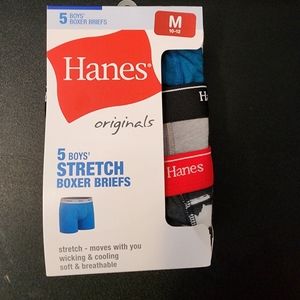 5 BOYS'
BOXER BRIEFS
M
10-12
Hanes
originals
5 BOYS'
STRETCH
BOXER BRIEFS
stretch - moves with you
wicking & cooling
soft & breathable
Ha
Hanes